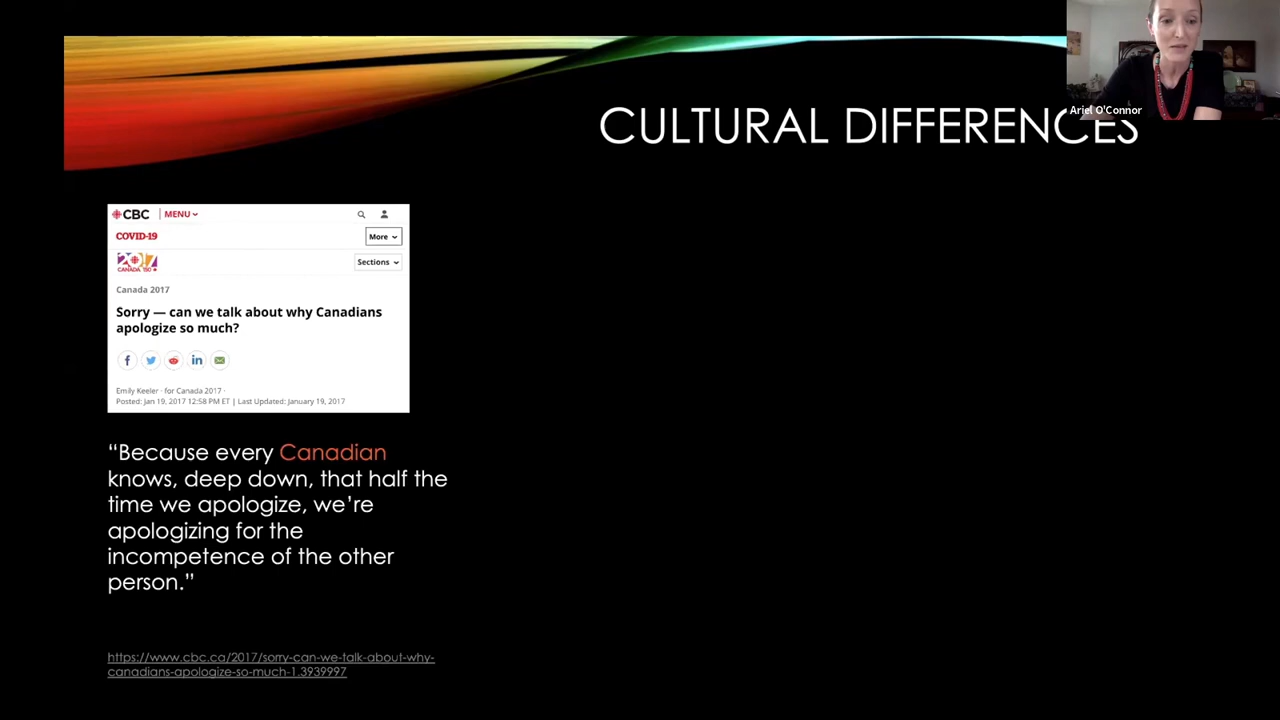 Ariel O'Connor
CULTURAL DIFFERENCES
CBC MENU
COVID-19
More
2017
CANADA 150
Sections
Canada 2017
Sorry — can we talk about why Canadians
apologize so much?
Emily Keeler · for Canada 2017 ·
Posted: Jan 19, 2017 12:58 PM ET | Last Updated: January 19, 2017
“Because every Canadian
knows, deep down, that half the
time we apologize, we’re
apologizing for the
incompetence of the other
person.”
https://www.cbc.ca/2017/sorry-can-we-talk-about-why-
canadians-apologize-so-much-1.3939997